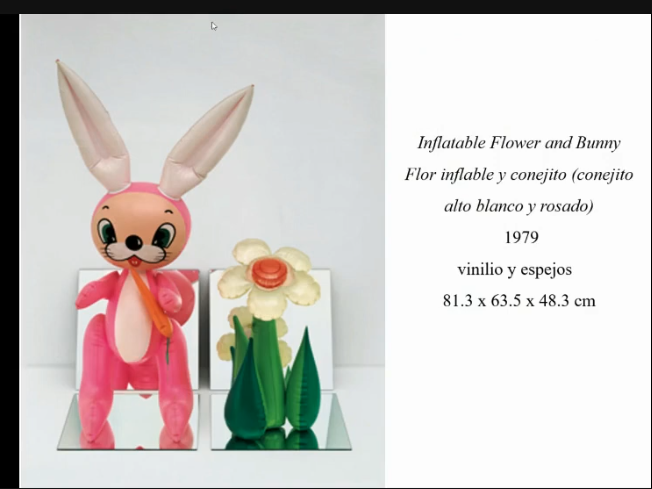 Inflatable Flower and Bunny
Flor inflable y conejito (conejito
alto blanco y rosado)
1979
vinilio y espejos
81.3 x 63.5 x 48.3 cm